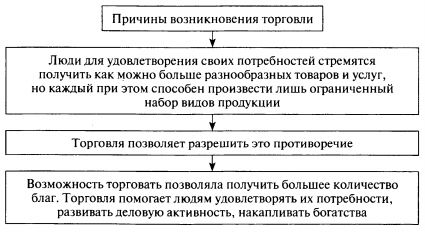 Причины возникновения торговли
Люди для удовлетворения своих потребностей стремятся
получить как можно больше разнообразных товаров и услуг,
но каждый при этом способен произвести лишь ограниченный
набор видов продукции
Торговля позволяет разрешить это противоречие
Возможность торговать позволяла получить большее количество
благ. Торговля помогает людям удовлетворять их потребности,
развивать деловую активность, накапливать богатства